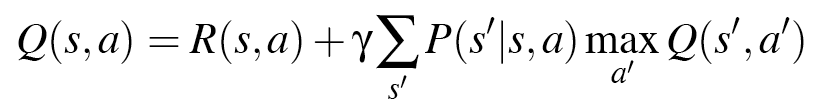 Q(s,a) = R(s,a) + γ∑_{s′} P(s′|s,a) max_{a′} Q(s′,a′)